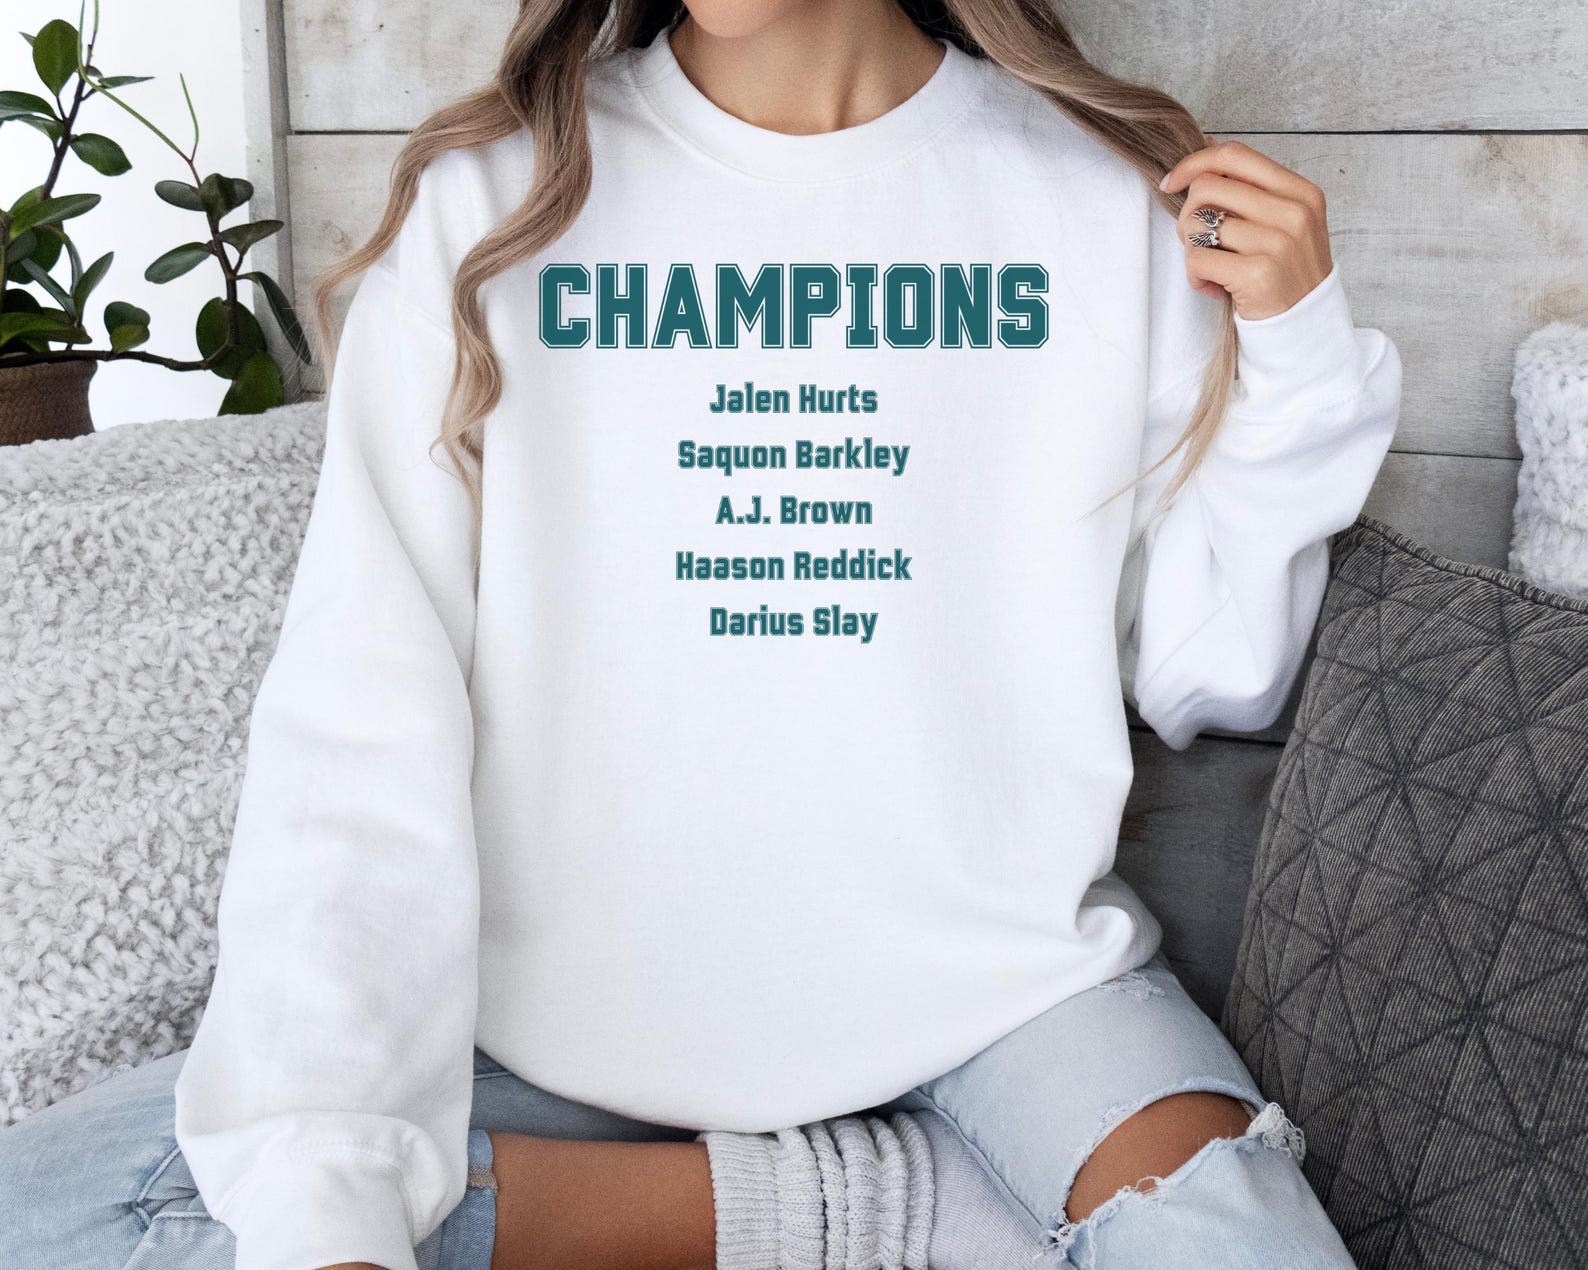 CHAMPIONS
Jalen Hurts
Saquon Barkley
A.J. Brown
Haason Reddick
Darius Slay